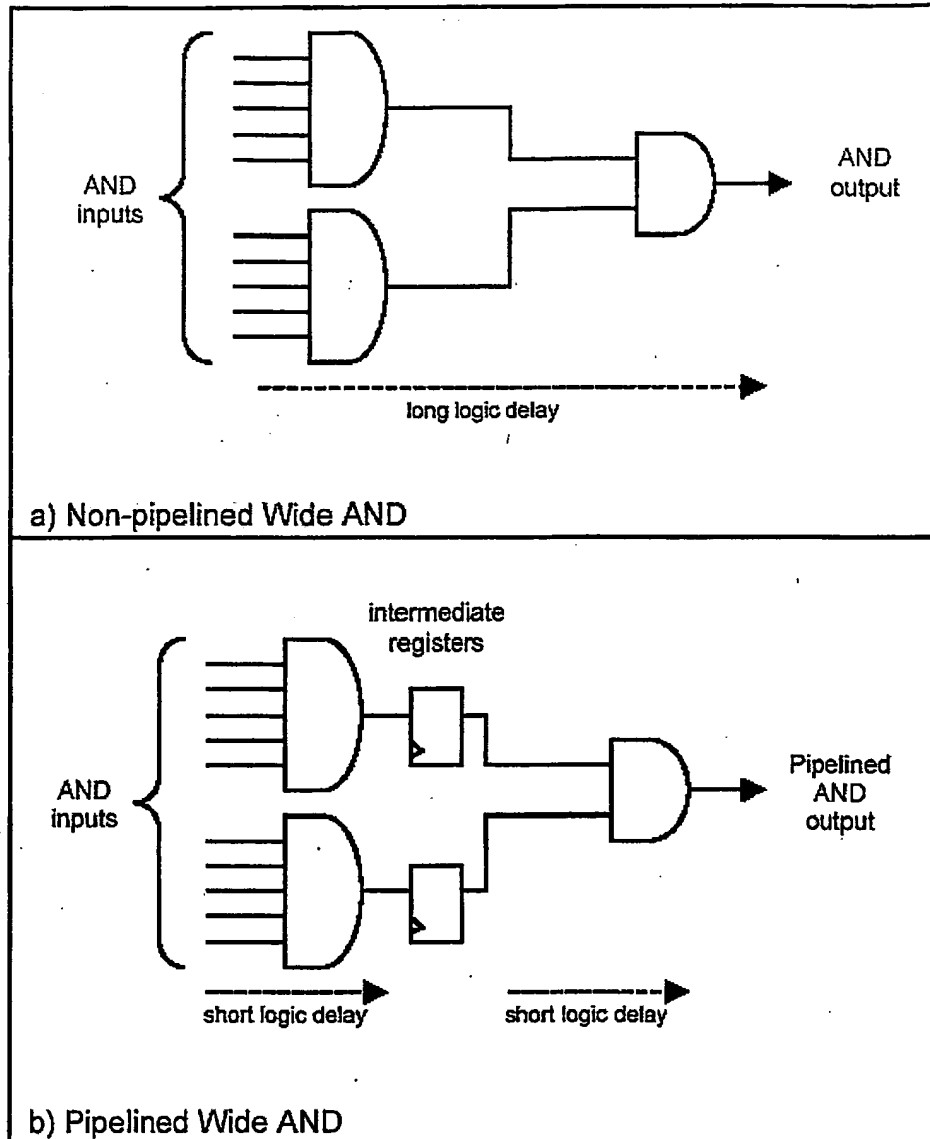 AND
inputs
AND
output
long logic delay
a) Non-pipelined Wide AND
intermediate
registers
AND
inputs
Pipelined
AND
output
short logic delay
short logic delay
b) Pipelined Wide AND